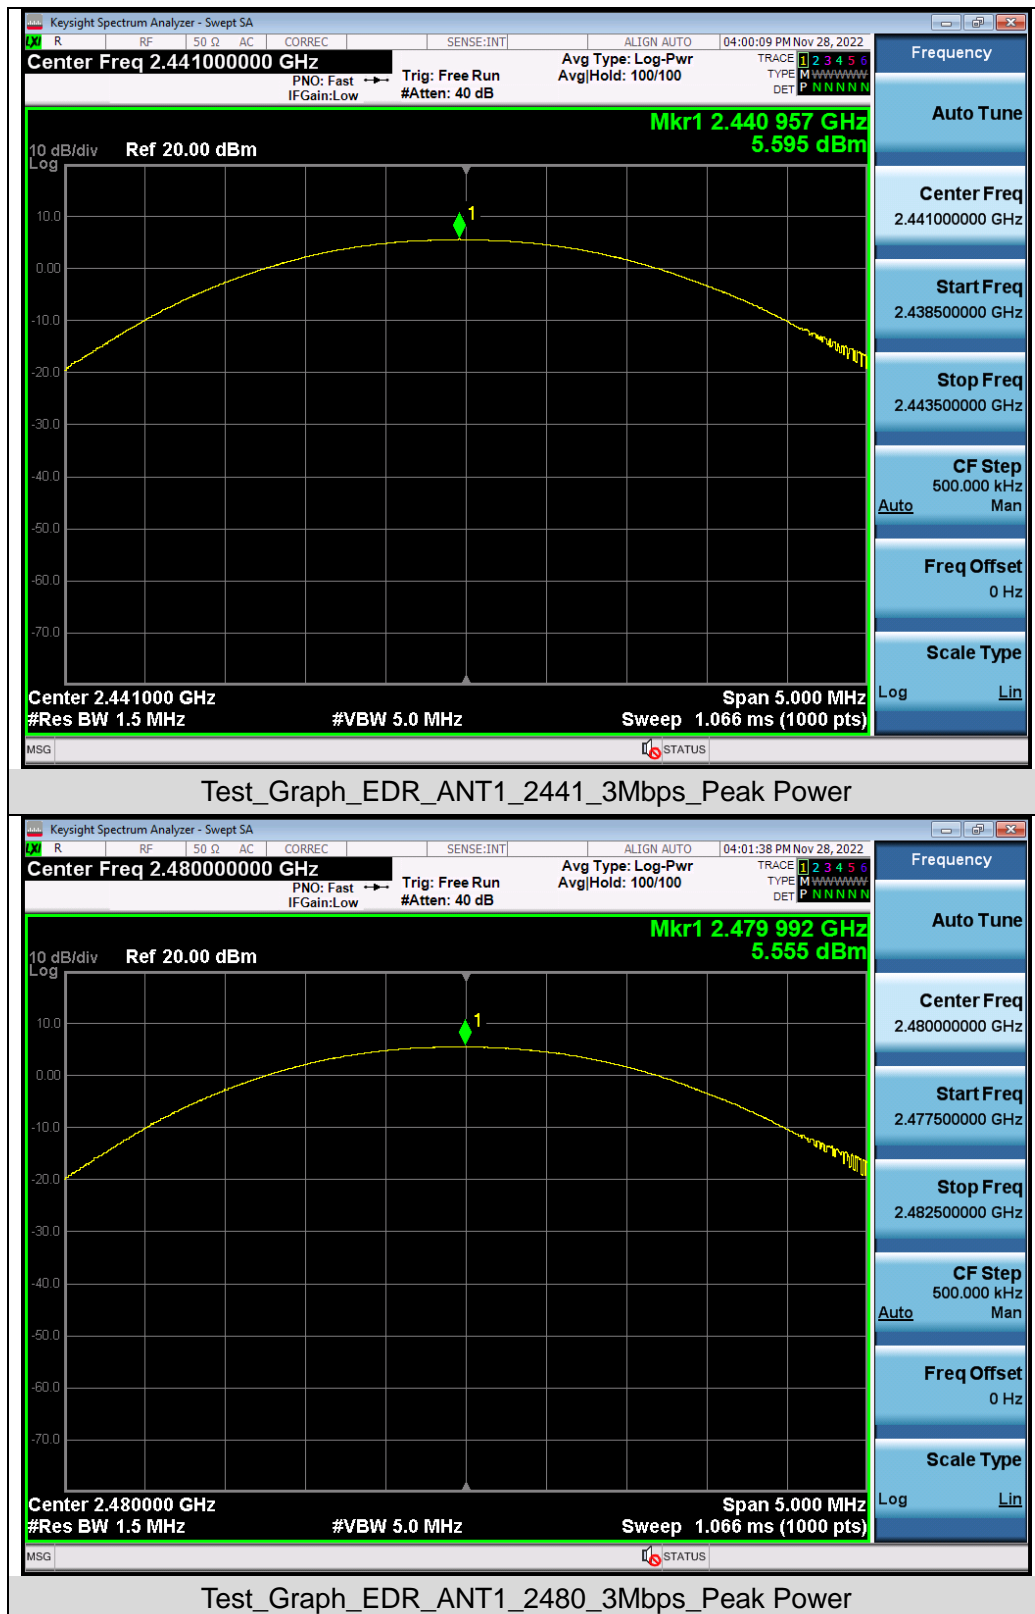 Keysight Spectrum Analyzer - Swept SA
LXI R RF 50 Ω AC CORREC SENSE:INT ALIGN AUTO 04:00:09 PM Nov 28, 2022
Center Freq 2.441000000 GHz
PNO: Fast
IFGain:Low
Trig: Free Run
#Atten: 40 dB
Avg Type: Log-Pwr
Avg|Hold: 100/100
TRACE 1 2 3 4 5 6
TYPE M WWWWW
DET P N N N N N
Mkr1 2.440 957 GHz
5.595 dBm
10 dB/div Ref 20.00 dBm
Log
1
10.0
0.00
-10.0
-20.0
-30.0
-40.0
-50.0
-60.0
-70.0
Center 2.441000 GHz Span 5.000 MHz
#Res BW 1.5 MHz #VBW 5.0 MHz Sweep 1.066 ms (1000 pts)
MSG STATUS
Frequency
Auto Tune
Center Freq
2.441000000 GHz
Start Freq
2.438500000 GHz
Stop Freq
2.443500000 GHz
CF Step
500.000 kHz
Auto Man
Freq Offset
0 Hz
Scale Type
Log Lin
Test_Graph_EDR_ANT1_2441_3Mbps_Peak Power
Keysight Spectrum Analyzer - Swept SA
LXI R RF 50 Ω AC CORREC SENSE:INT ALIGN AUTO 04:01:38 PM Nov 28, 2022
Center Freq 2.480000000 GHz
PNO: Fast
IFGain:Low
Trig: Free Run
#Atten: 40 dB
Avg Type: Log-Pwr
Avg|Hold: 100/100
TRACE 1 2 3 4 5 6
TYPE M WWWWW
DET P N N N N N
Mkr1 2.479 992 GHz
5.555 dBm
10 dB/div Ref 20.00 dBm
Log
1
10.0
0.00
-10.0
-20.0
-30.0
-40.0
-50.0
-60.0
-70.0
Center 2.480000 GHz Span 5.000 MHz
#Res BW 1.5 MHz #VBW 5.0 MHz Sweep 1.066 ms (1000 pts)
MSG STATUS
Frequency
Auto Tune
Center Freq
2.480000000 GHz
Start Freq
2.477500000 GHz
Stop Freq
2.482500000 GHz
CF Step
500.000 kHz
Auto Man
Freq Offset
0 Hz
Scale Type
Log Lin
Test_Graph_EDR_ANT1_2480_3Mbps_Peak Power